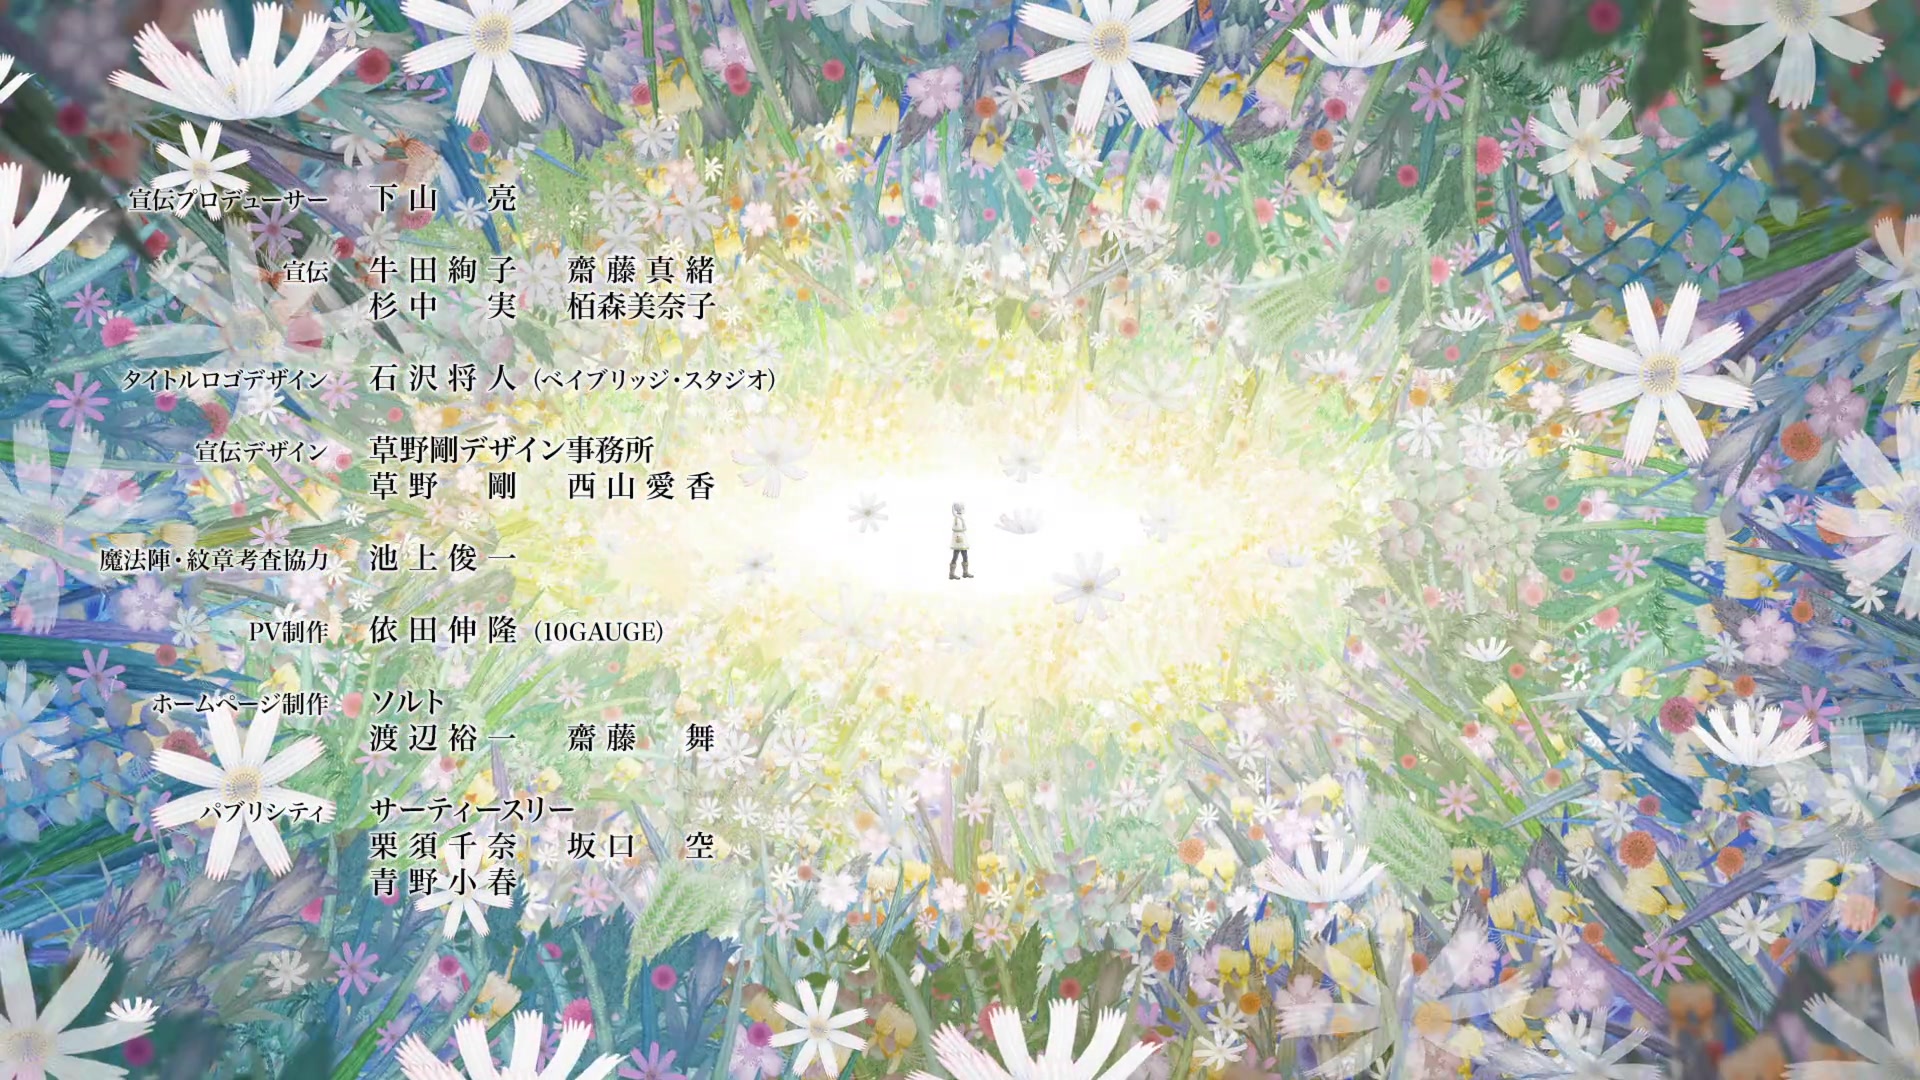 宣伝プロデューサー 下山 亮
宣伝 牛田絢子 齋藤真緒
杉中 実 栢森美奈子
タイトルロゴデザイン 石沢将人(ベイブリッジ・スタジオ)
宣伝デザイン 草野剛デザイン事務所
草野 剛 西山愛香
魔法陣・紋章考査協力 池上俊一
PV制作 依田伸隆(10GAUGE)
ホームページ制作 ソルト
渡辺裕一 齋藤 舞
パブリシティ サーティースリー
栗須千奈 坂口 空
青野小春